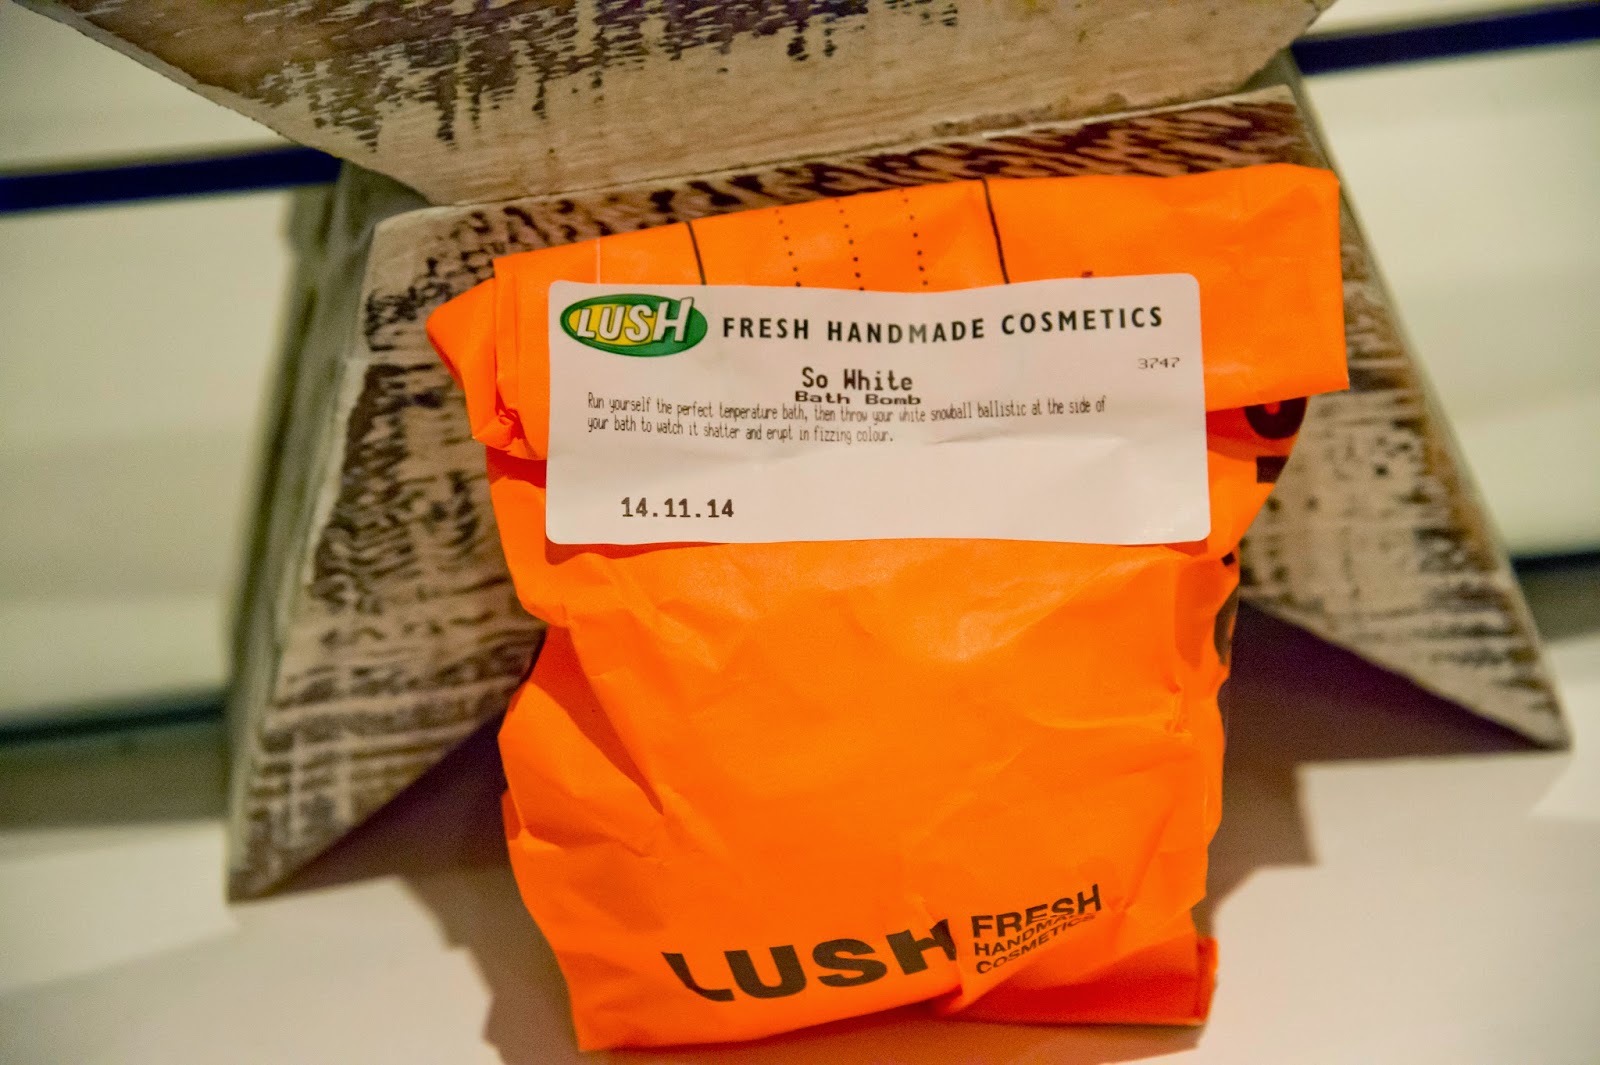 LUSH FRESH HANDMADE COSMETICS
3747
So White
Bath Bomb
Run yourself the perfect temperature bath, then throw your white snowball ballistic at the side of
your bath to watch it shatter and erupt in fizzing colour.
14.11.14
LUSH FRESH
HANDMADE
COSMETICS